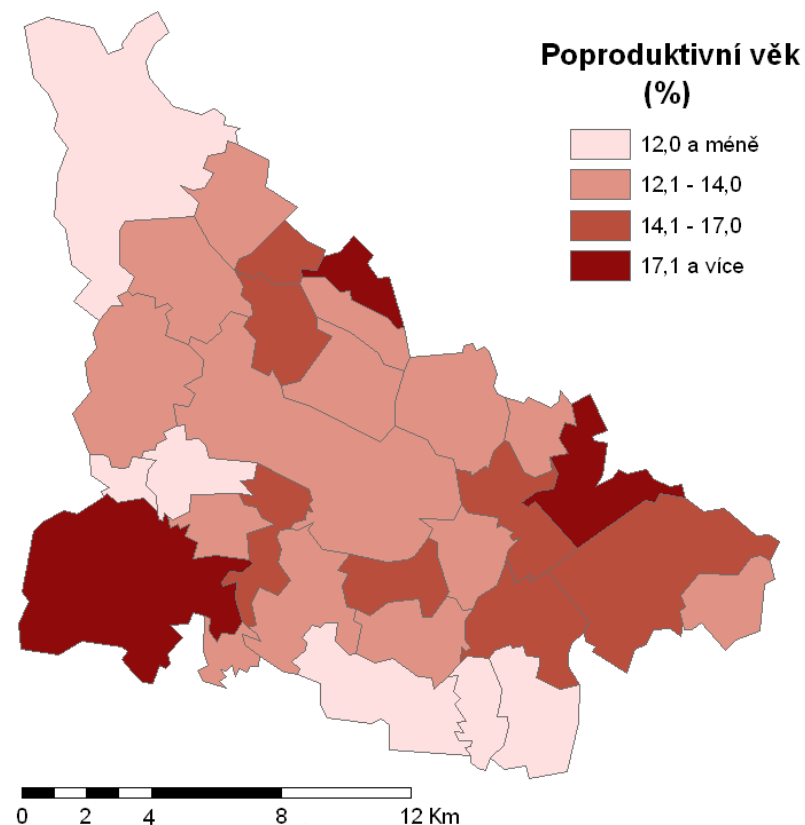 Poproduktivní věk
(%)
12,0 a méně
12,1 - 14,0
14,1 - 17,0
17,1 a více
0 2 4 8 12 Km